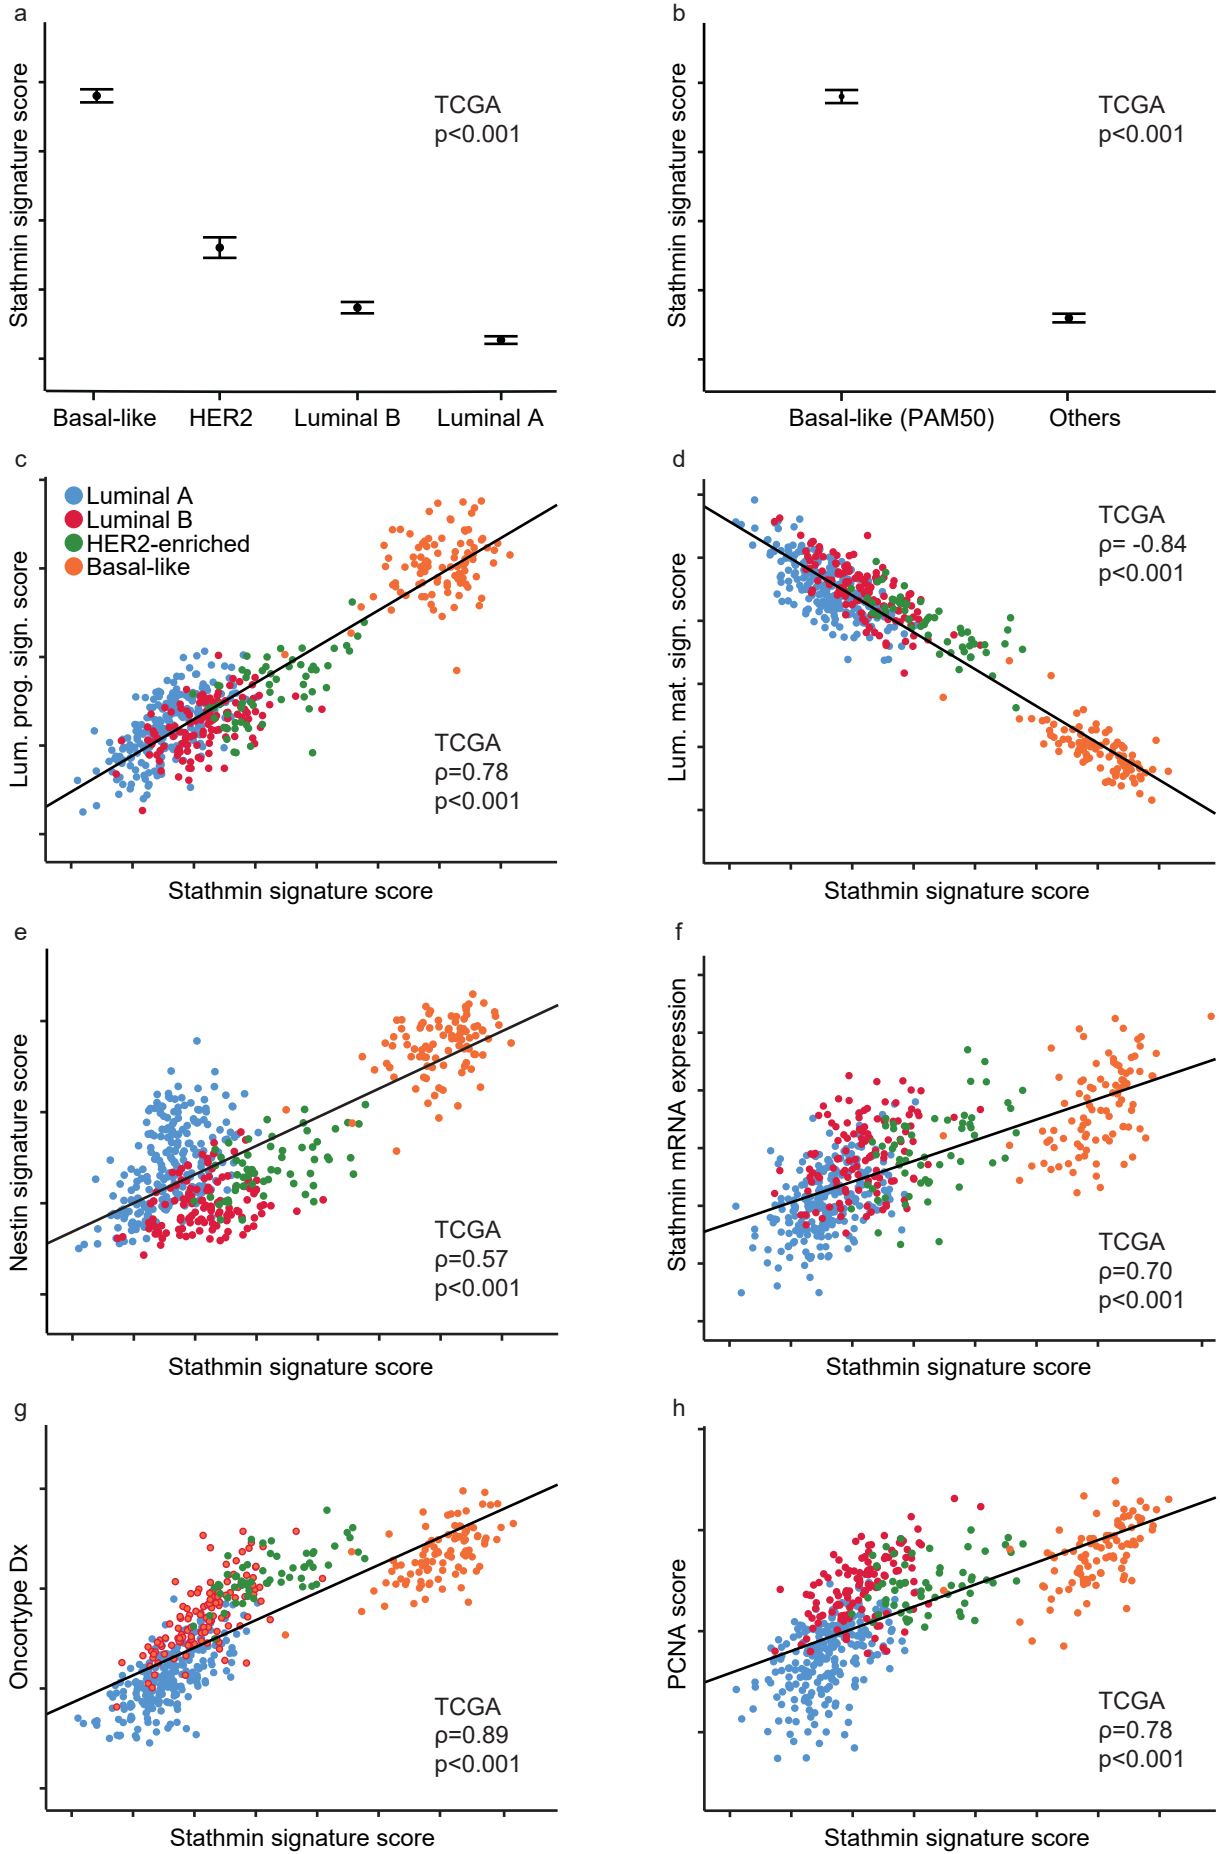 a
Stathmin signature score
TCGA
p<0.001
Basal-like
HER2
Luminal B
Luminal A
b
Stathmin signature score
TCGA
p<0.001
Basal-like (PAM50)
Others
c
Lum. prog. sign. score
Luminal A
Luminal B
HER2-enriched
Basal-like
TCGA
ρ=0.78
p<0.001
Stathmin signature score
d
Lum. mat. sign. score
TCGA
ρ= -0.84
p<0.001
Stathmin signature score
e
Nestin signature score
TCGA
ρ=0.57
p<0.001
Stathmin signature score
f
Stathmin mRNA expression
TCGA
ρ=0.70
p<0.001
Stathmin signature score
g
Oncortype Dx
TCGA
ρ=0.89
p<0.001
Stathmin signature score
h
PCNA score
TCGA
ρ=0.78
p<0.001
Stathmin signature score